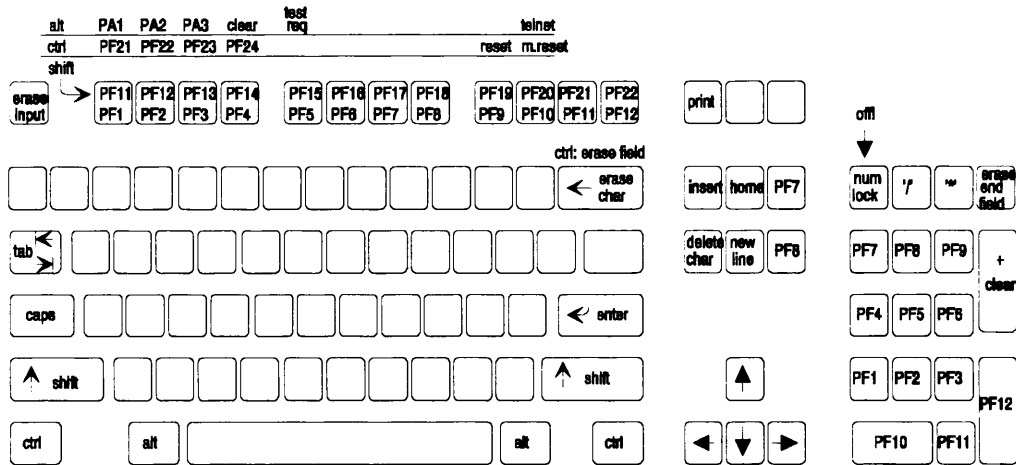 alt PA1 PA2 PA3 clear test req telnet
ctrl PF21 PF22 PF23 PF24 reset m.reset
shift
erase input PF11 PF12 PF13 PF14 PF15 PF16 PF17 PF18 PF19 PF20 PF21 PF22 print
PF1 PF2 PF3 PF4 PF5 PF6 PF7 PF8 PF9 PF10 PF11 PF12
off!
ctrl: erase field
erase char insert home PF7 num lock '/' '*' erase end field
tab delete char new line PF8 PF7 PF8 PF9 + clear
caps enter PF4 PF5 PF6
shift shift PF1 PF2 PF3 PF12
ctrl alt alt ctrl PF10 PF11